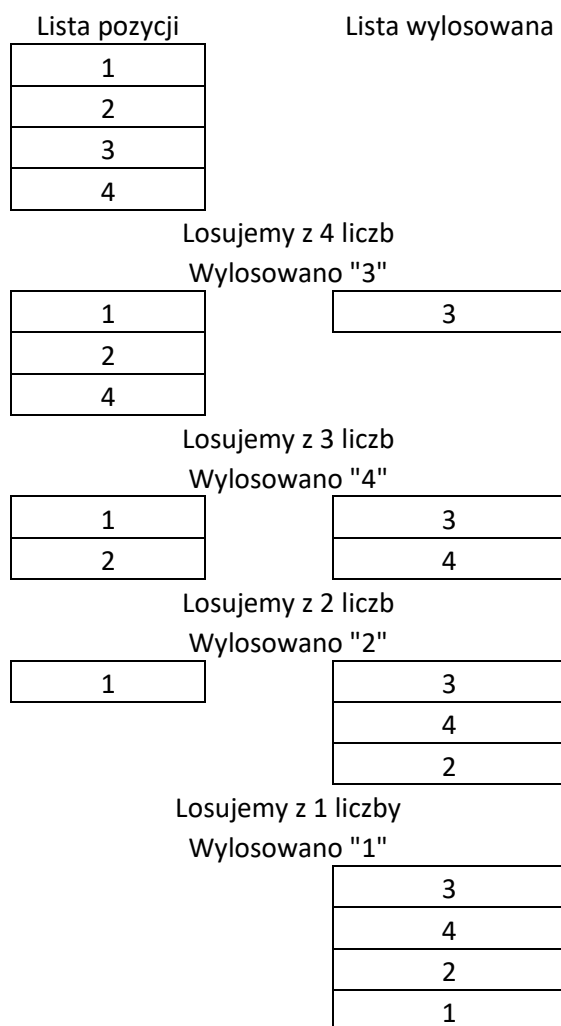 Lista pozycji Lista wylosowana
1
2
3
4
Losujemy z 4 liczb
Wylosowano "3"
1 3
2
4
Losujemy z 3 liczb
Wylosowano "4"
1 3
2 4
Losujemy z 2 liczb
Wylosowano "2"
1 3
4
2
Losujemy z 1 liczby
Wylosowano "1"
3
4
2
1